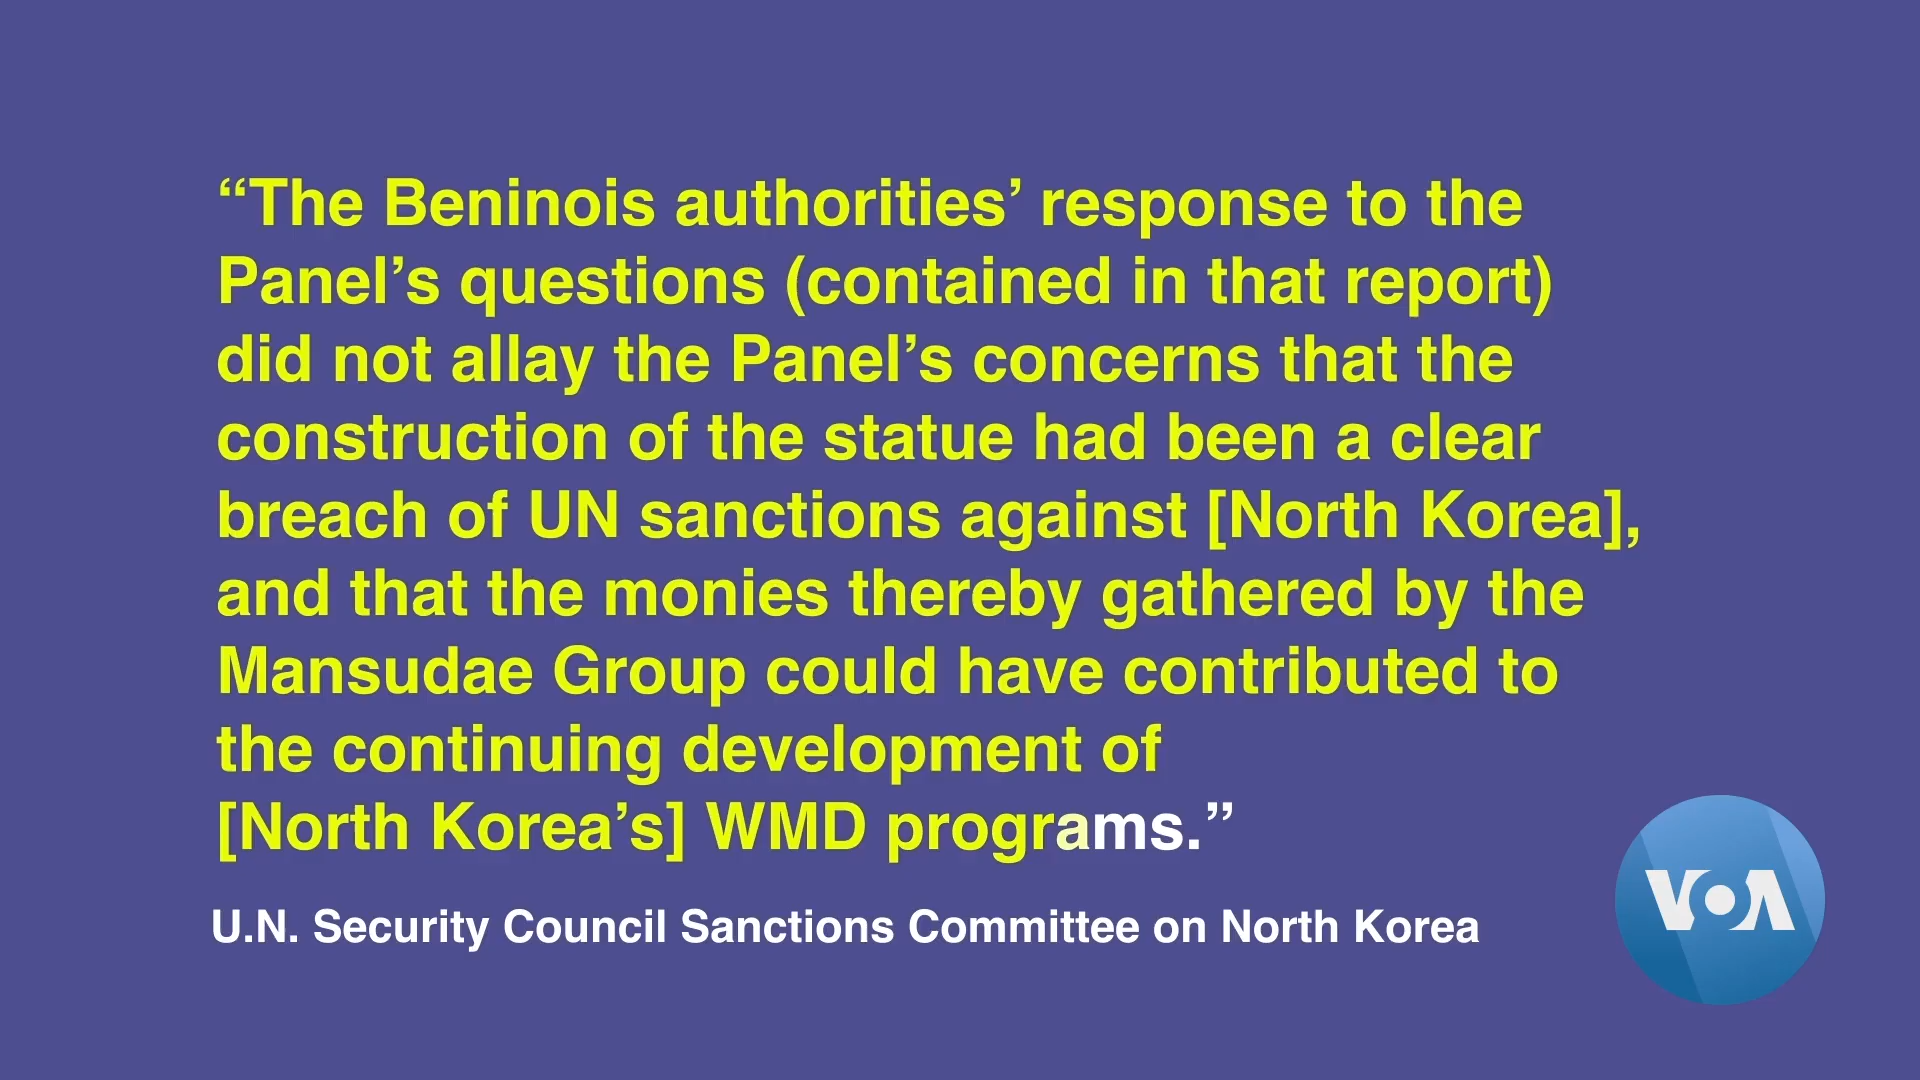 “The Beninois authorities’ response to the
Panel’s questions (contained in that report)
did not allay the Panel’s concerns that the
construction of the statue had been a clear
breach of UN sanctions against [North Korea],
and that the monies thereby gathered by the
Mansudae Group could have contributed to
the continuing development of
[North Korea’s] WMD programs.”
U.N. Security Council Sanctions Committee on North Korea
VOA